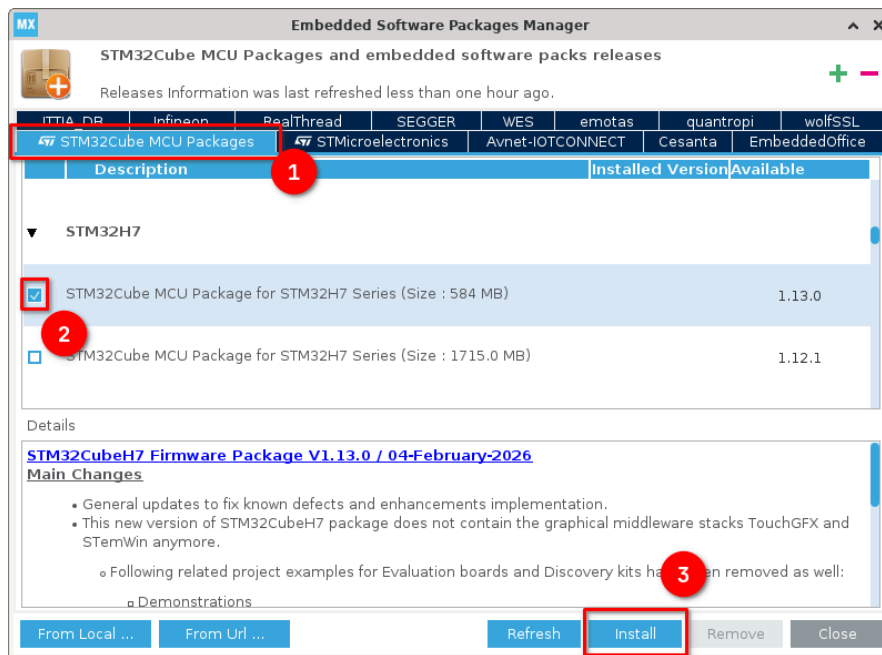 MX
Embedded Software Packages Manager
STM32Cube MCU Packages and embedded software packs releases
Releases Information was last refreshed less than one hour ago.
ITTIA_DB Infineon RealThread SEGGER WES emotas quantropi wolfSSL
STM32Cube MCU Packages STMicroelectronics Avnet-IOTCONNECT Cesanta EmbeddedOffice
1
Description Installed Version Available
STM32H7
STM32Cube MCU Package for STM32H7 Series (Size : 584 MB) 1.13.0
2
STM32Cube MCU Package for STM32H7 Series (Size : 1715.0 MB) 1.12.1
Details
STM32CubeH7 Firmware Package V1.13.0 / 04-February-2026
Main Changes
General updates to fix known defects and enhancements implementation.
This new version of STM32CubeH7 package does not contain the graphical middleware stacks TouchGFX and
STemWin anymore.
Following related project examples for Evaluation boards and Discovery kits removed as well:
3
Demonstrations
From Local ... From Url ... Refresh Install Remove Close